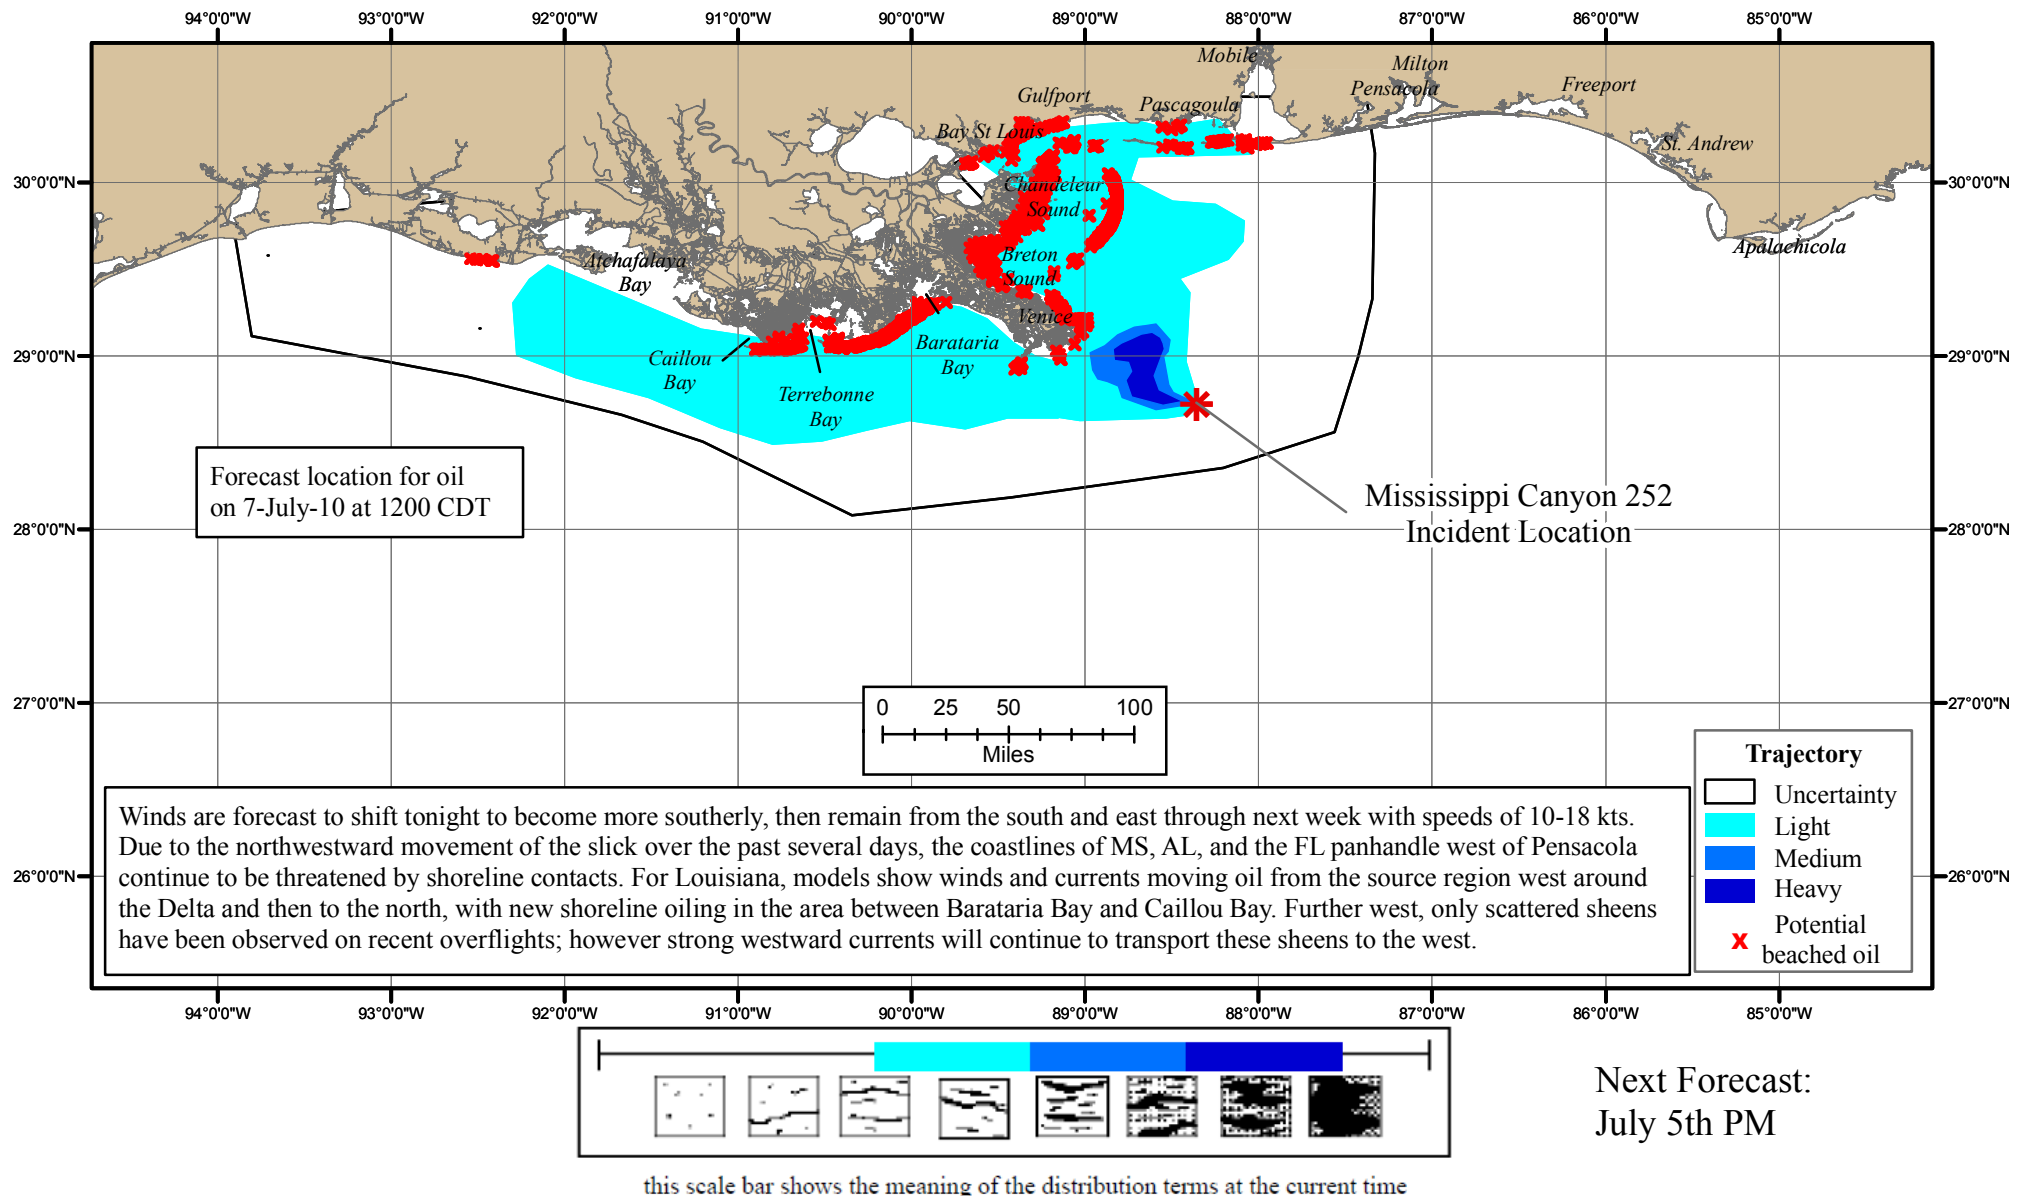 94°0'0"W 93°0'0"W 92°0'0"W 91°0'0"W 90°0'0"W 89°0'0"W 88°0'0"W 87°0'0"W 86°0'0"W 85°0'0"W
Mobile
Milton
Pensacola
Freeport
Gulfport
Pascagoula
Bay St Louis
St. Andrew
30°0'0"N
30°0'0"N
Chandeleur
Sound
Apalachicola
Breton
Sound
Atchafalaya
Bay
Venice
29°0'0"N
29°0'0"N
Barataria
Bay
Caillou
Bay
Terrebonne
Bay
Forecast location for oil
on 7-July-10 at 1200 CDT
Mississippi Canyon 252
Incident Location
28°0'0"N
28°0'0"N
27°0'0"N
27°0'0"N
0 25 50 100
Miles
Trajectory
Uncertainty
Light
Medium
Heavy
Potential
beached oil
26°0'0"N
26°0'0"N
Winds are forecast to shift tonight to become more southerly, then remain from the south and east through next week with speeds of 10-18 kts.
Due to the northwestward movement of the slick over the past several days, the coastlines of MS, AL, and the FL panhandle west of Pensacola
continue to be threatened by shoreline contacts. For Louisiana, models show winds and currents moving oil from the source region west around
the Delta and then to the north, with new shoreline oiling in the area between Barataria Bay and Caillou Bay. Further west, only scattered sheens
have been observed on recent overflights; however strong westward currents will continue to transport these sheens to the west.
94°0'0"W 93°0'0"W 92°0'0"W 91°0'0"W 90°0'0"W 89°0'0"W 88°0'0"W 87°0'0"W 86°0'0"W 85°0'0"W
Next Forecast:
July 5th PM
this scale bar shows the meaning of the distribution terms at the current time